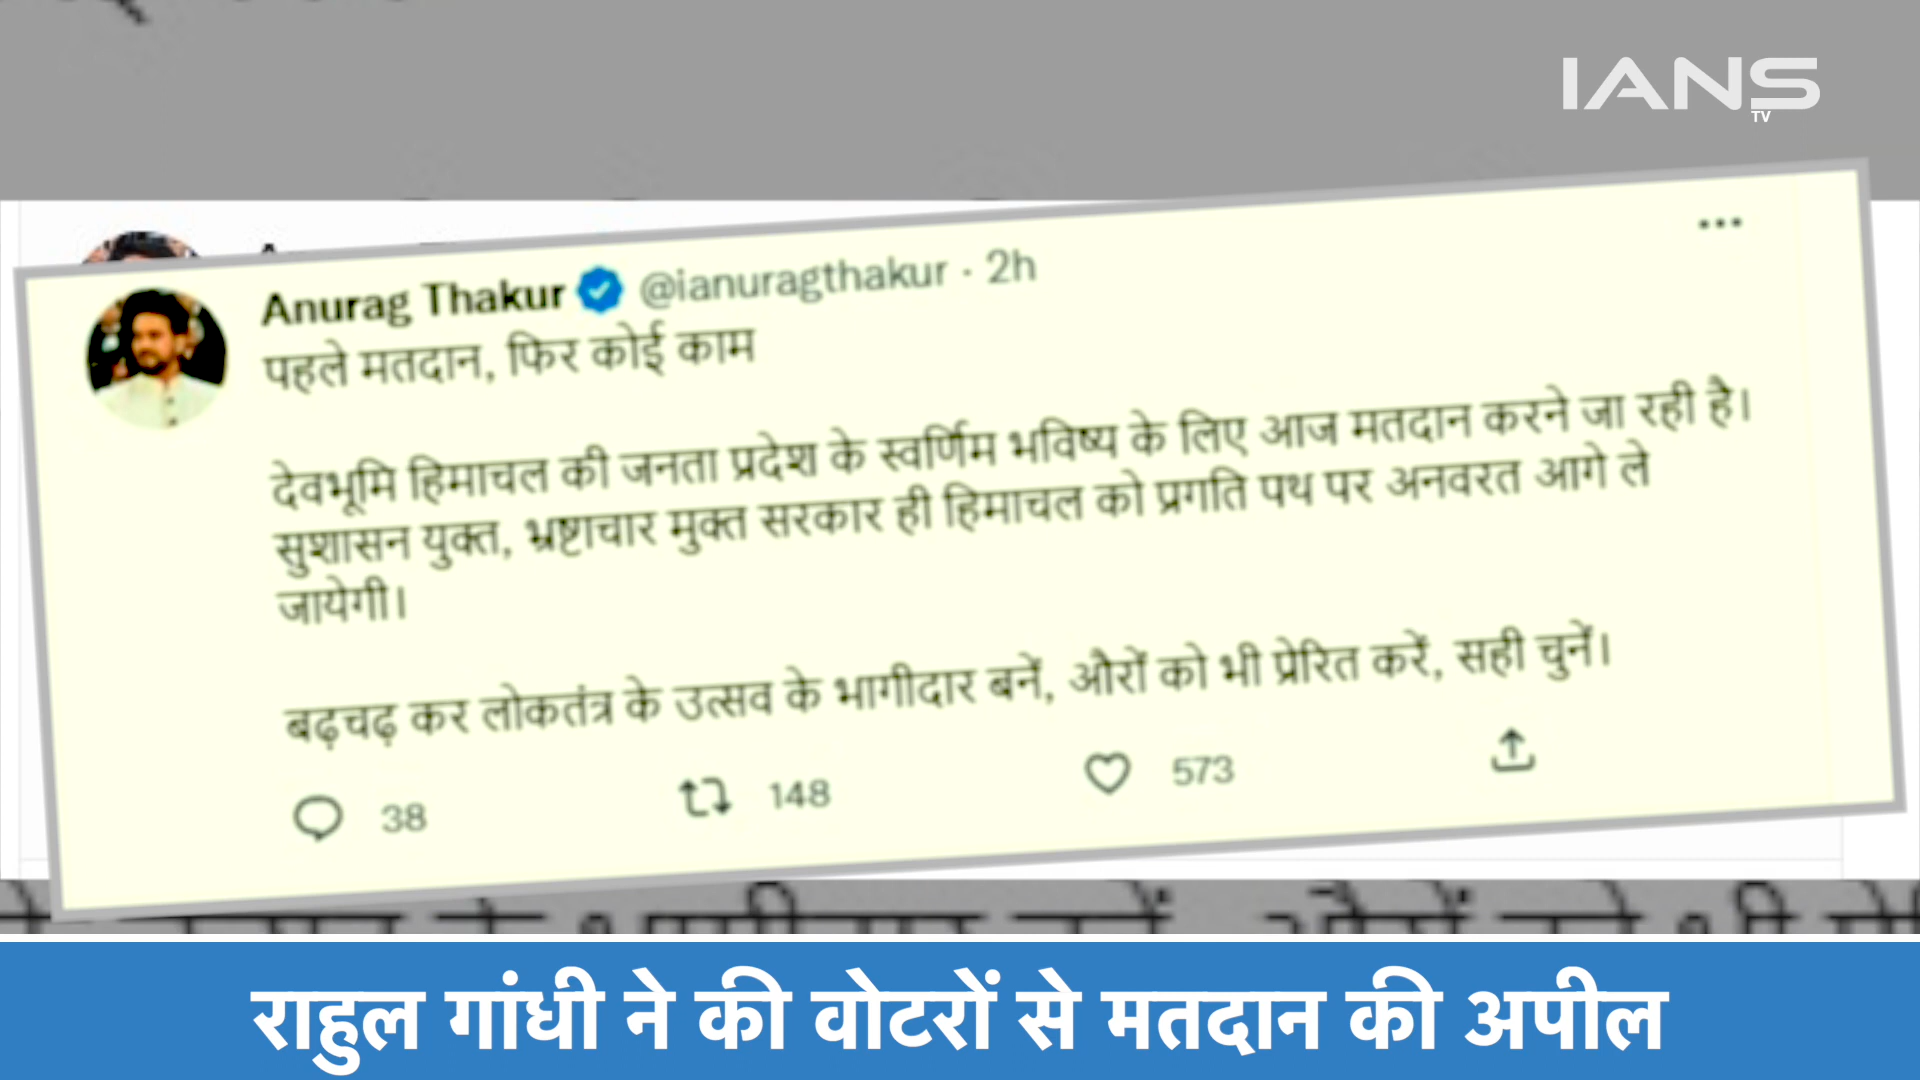 IANS
TV
Anurag Thakur @ianuragthakur · 2h
पहले मतदान, फिर कोई काम
देवभूमि हिमाचल की जनता प्रदेश के स्वर्णिम भविष्य के लिए आज मतदान करने जा रही है।
सुशासन युक्त, भ्रष्टाचार मुक्त सरकार ही हिमाचल को प्रगति पथ पर अनवरत आगे ले
जायेगी।
बढ़चढ़ कर लोकतंत्र के उत्सव के भागीदार बनें, औरों को भी प्रेरित करें, सही चुनें।
38 148 573
राहुल गांधी ने की वोटरों से मतदान की अपील